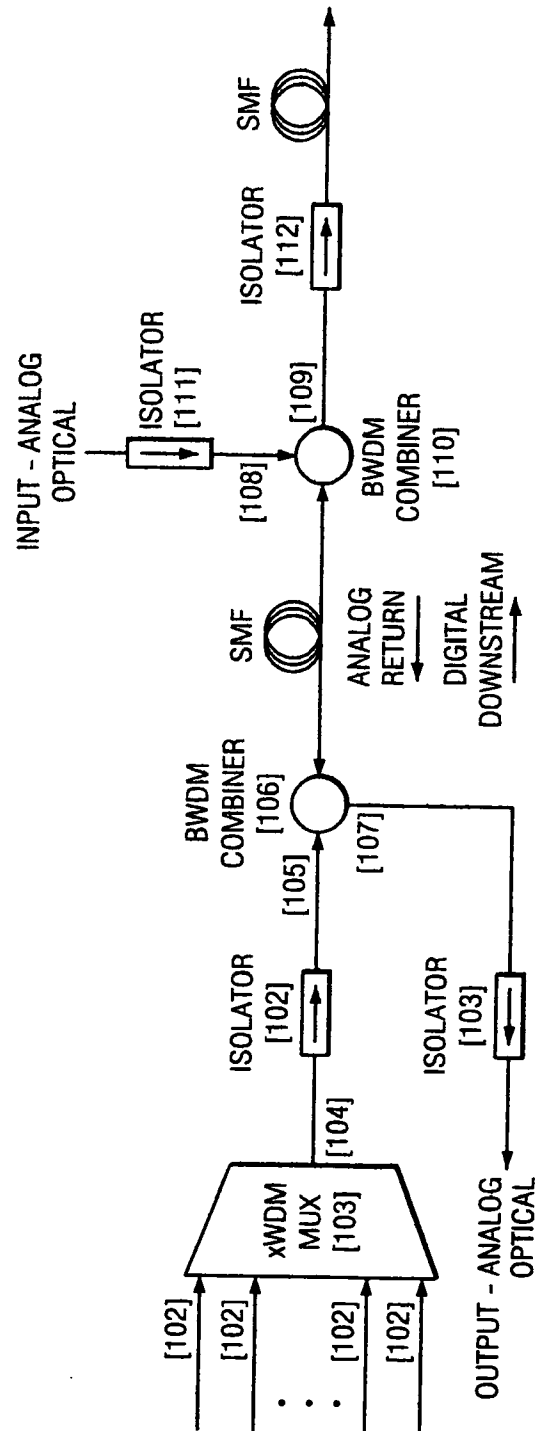 [102]
[102]
[102]
[102]
xWDM
MUX
[103]
[104]
ISOLATOR
[102]
[105]
BWDM
COMBINER
[106]
[107]
ISOLATOR
[103]
OUTPUT - ANALOG
OPTICAL
SMF
ANALOG
RETURN
DIGITAL
DOWNSTREAM
INPUT - ANALOG
OPTICAL
ISOLATOR
[111]
[108]
[109]
BWDM
COMBINER
[110]
ISOLATOR
[112]
SMF